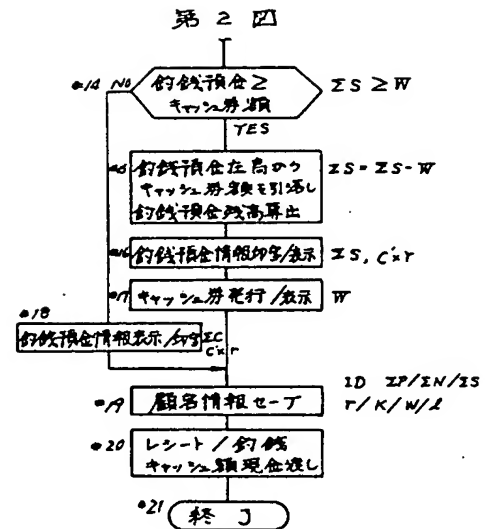 第2図
#14 NO 釣銭預金≧ ΣS ≥ W
キャッシュ券額
YES
釣銭預金在高から ΣS=ΣS-W
キャッシュ券額を引落し
釣銭預金残高算出
#16 釣銭預金情報印字/表示 ΣS, C×r
#17 キャッシュ券発行/表示 W
#18
釣銭預金情報表示/印字 ΣC
C×r
ID ΣP/ΣN/ΣS
#19 顧客情報セーブ r/K/W/l
#20 レシート/釣銭
キャッシュ額現金渡し
#21 終了